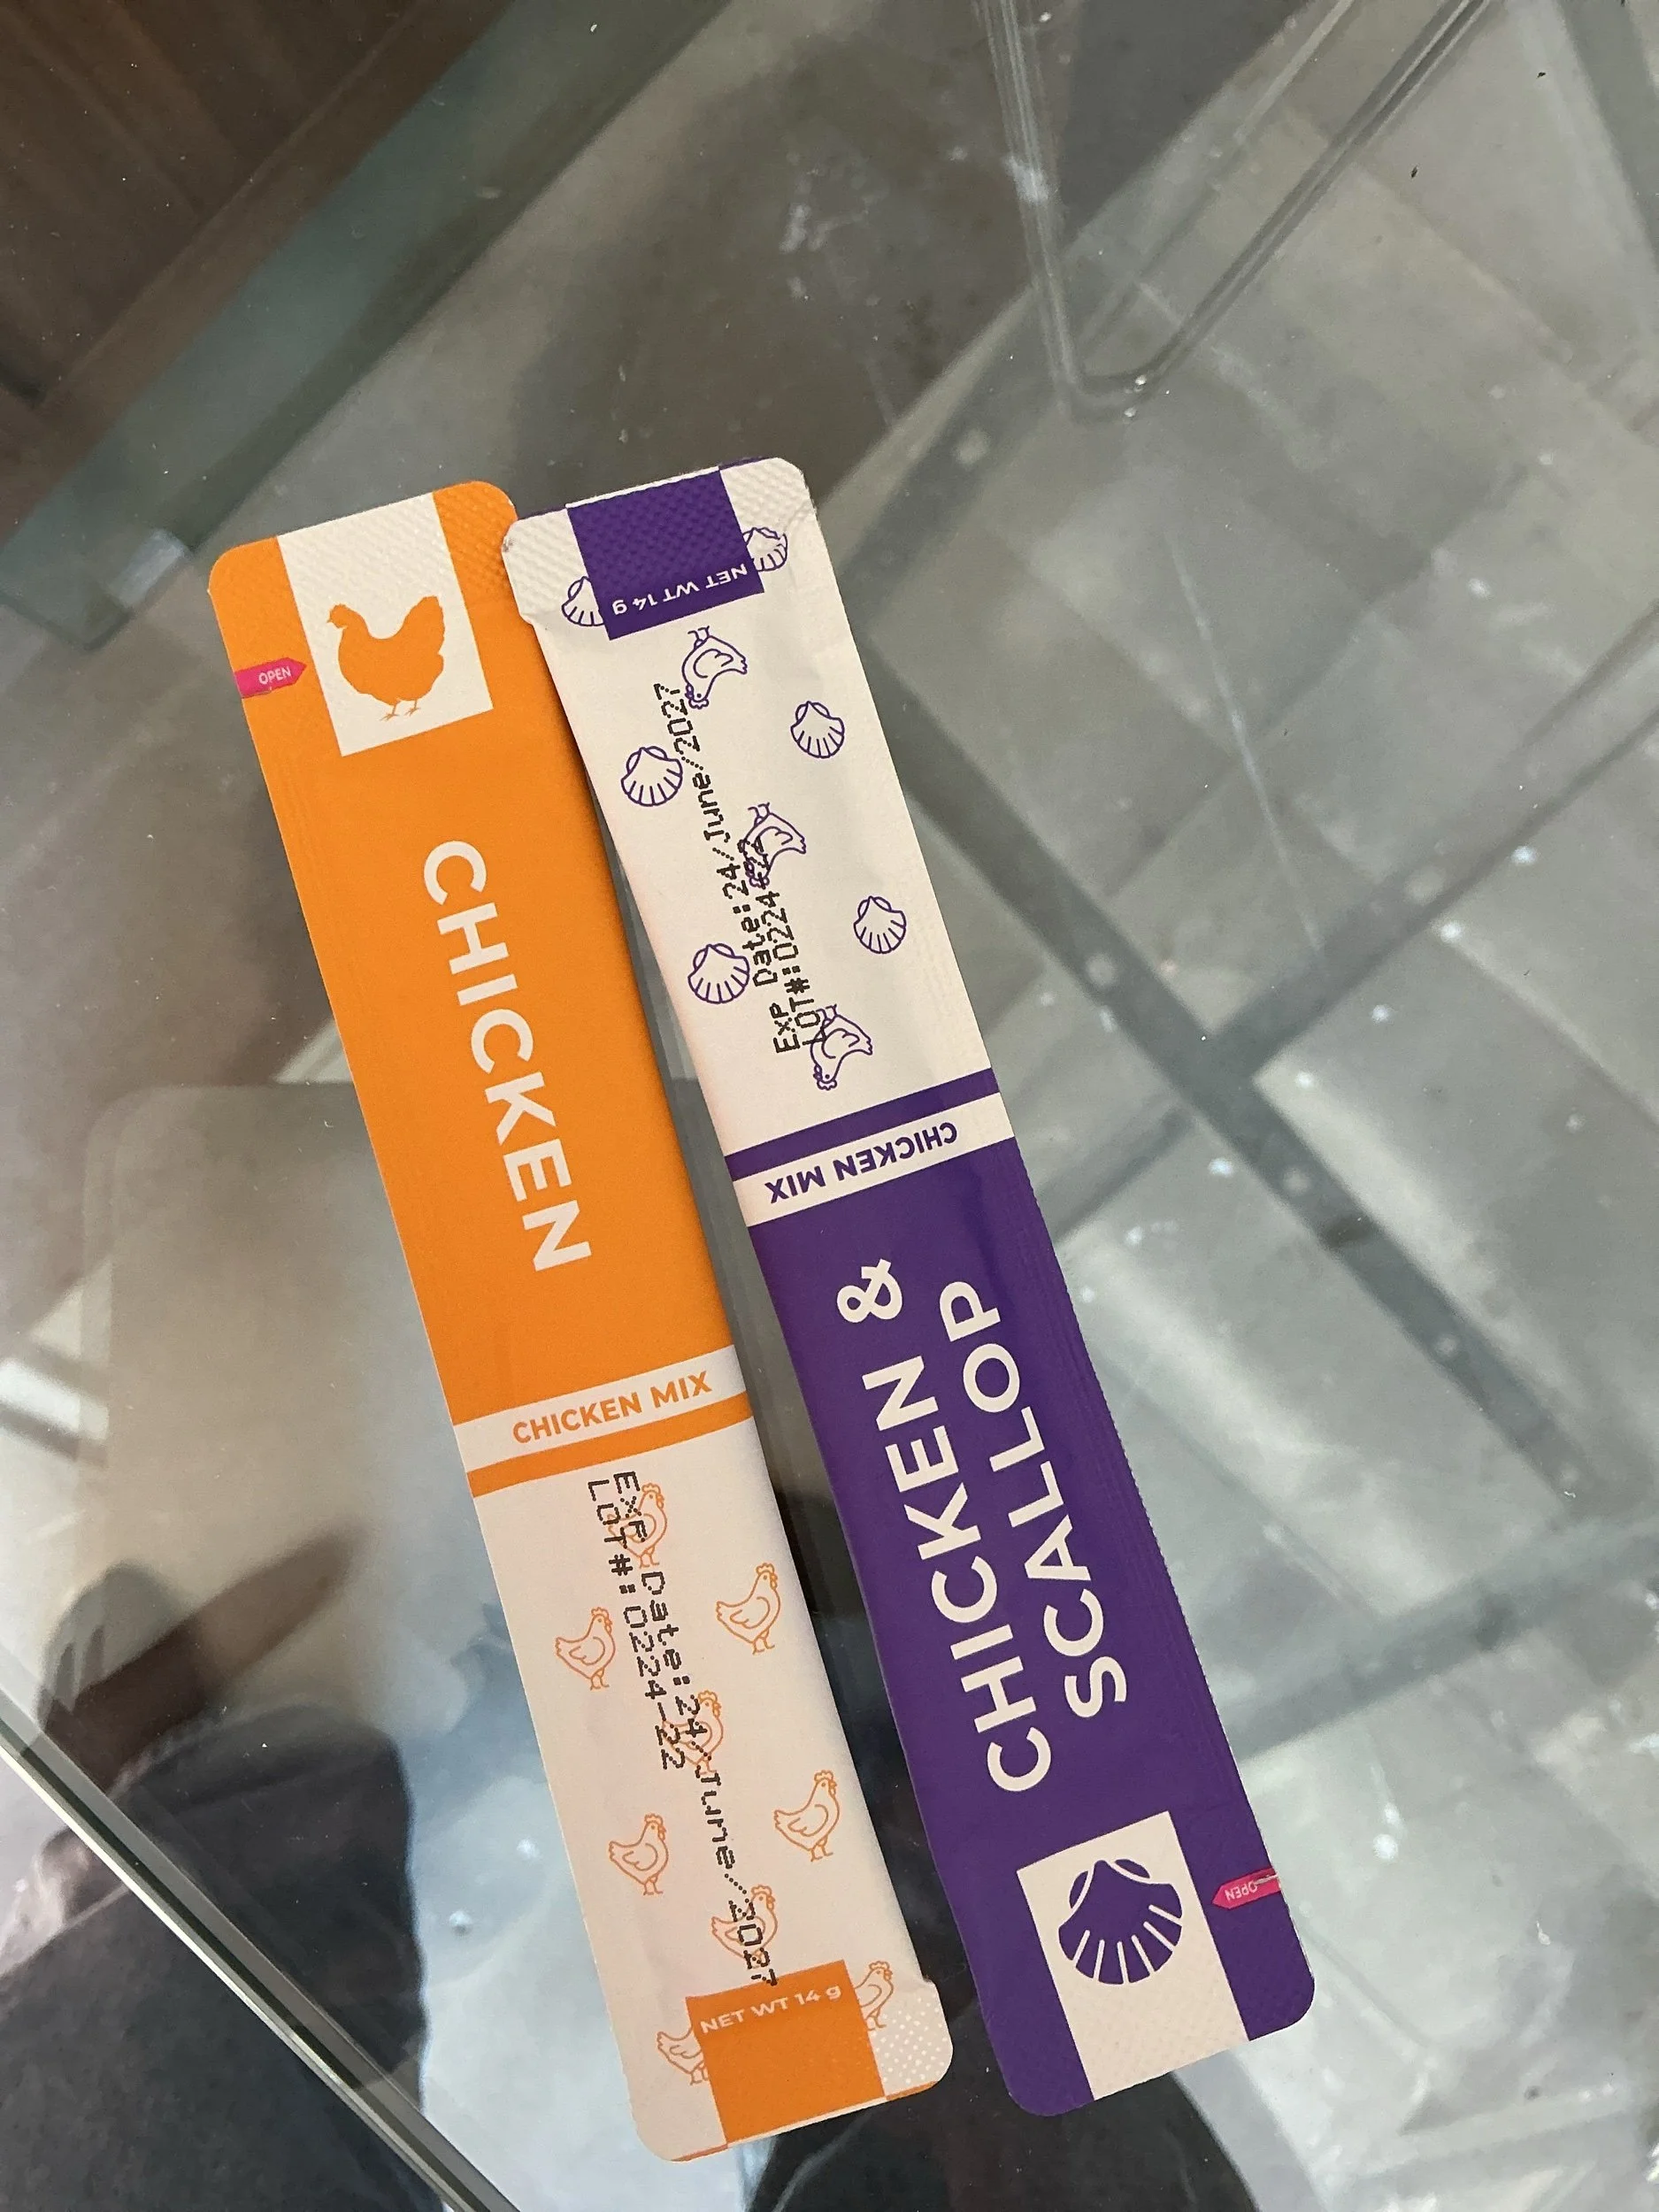 OPEN
CHICKEN
CHICKEN MIX
EXP Date:24/June/2027
LOT#:0224-22
NET WT 14 g
OPEN
CHICKEN &
SCALLOP
CHICKEN MIX
EXP Date:24/June/2027
NET WT 14 g